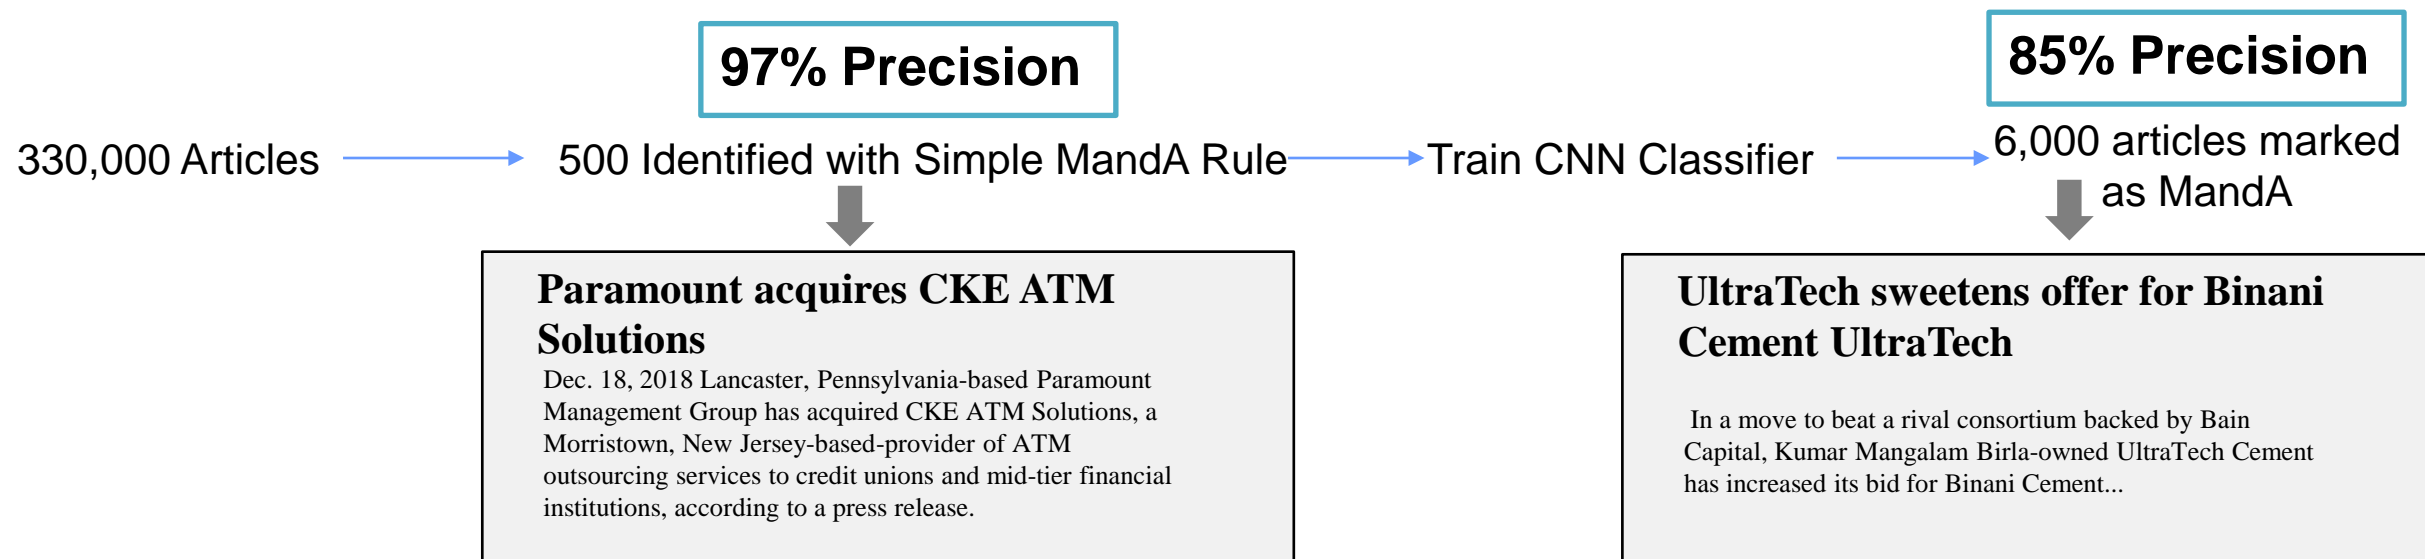 97% Precision
85% Precision
330,000 Articles
500 Identified with Simple MandA Rule
Train CNN Classifier
6,000 articles marked
as MandA
Paramount acquires CKE ATM
Solutions
Dec. 18, 2018 Lancaster, Pennsylvania-based Paramount
Management Group has acquired CKE ATM Solutions, a
Morristown, New Jersey-based-provider of ATM
outsourcing services to credit unions and mid-tier financial
institutions, according to a press release.
UltraTech sweetens offer for Binani
Cement UltraTech
In a move to beat a rival consortium backed by Bain
Capital, Kumar Mangalam Birla-owned UltraTech Cement
has increased its bid for Binani Cement...